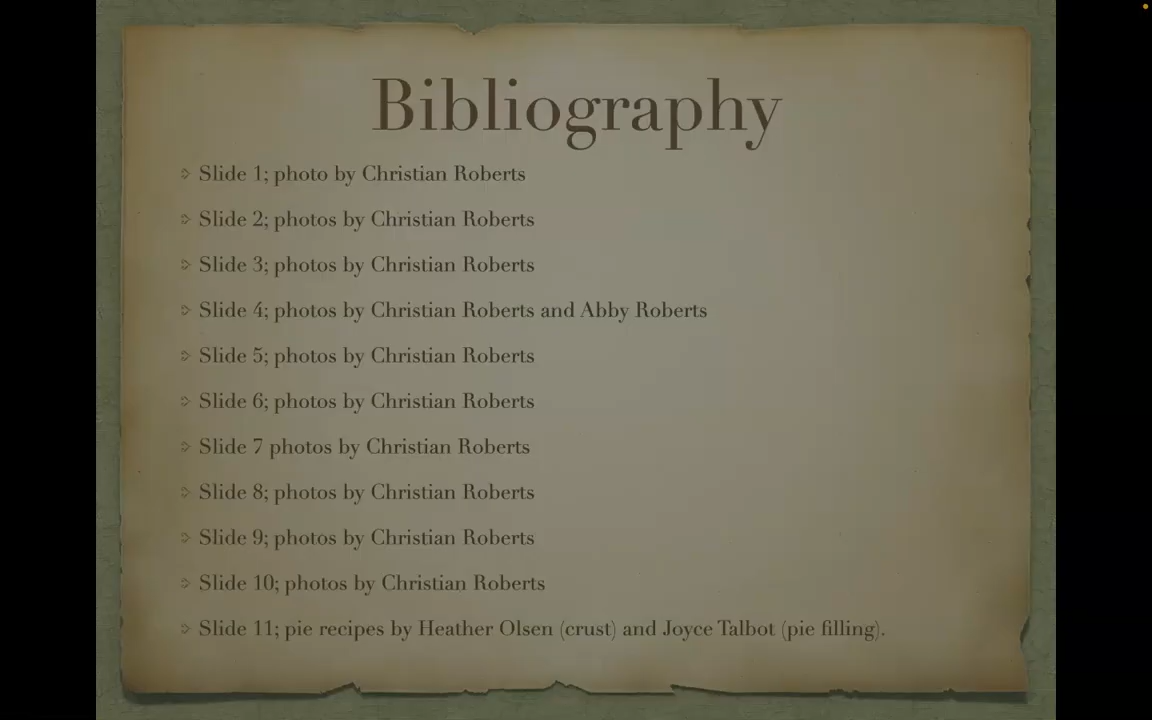 Bibliography
Slide 1; photo by Christian Roberts
Slide 2; photos by Christian Roberts
Slide 3; photos by Christian Roberts
Slide 4; photos by Christian Roberts and Abby Roberts
Slide 5; photos by Christian Roberts
Slide 6; photos by Christian Roberts
Slide 7 photos by Christian Roberts
Slide 8; photos by Christian Roberts
Slide 9; photos by Christian Roberts
Slide 10; photos by Christian Roberts
Slide 11; pie recipes by Heather Olsen (crust) and Joyce Talbot (pie filling).